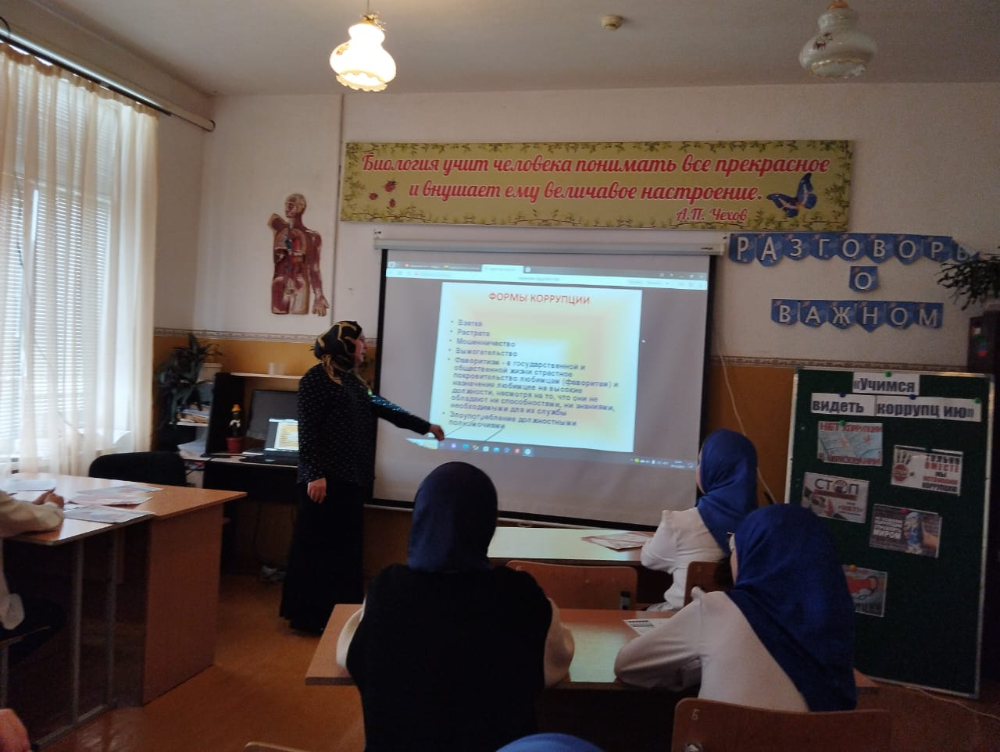 Биология учит человека понимать все прекрасное
и внушает ему величавое настроение.
А.П. Чехов
РАЗГОВОРЫ
О
ВАЖНОМ
ФОРМЫ КОРРУПЦИИ
• Взятка
• Растрата
• Мошенничество
• Вымогательство
• Фаворитизм - в государственной и
общественной жизни страстное
покровительство любимцам (фаворитам) и
назначение любимцев на высокие
должности, несмотря на то, что они не
обладают ни способностями, ни знаниями,
необходимыми для их службы
• Злоупотребление должностными
полномочиями
«Учимся
видеть коррупц ию»
НЕТ КОРРУПЦИИ
ТОЛЬКО
ВМЕСТЕ
МЫ
КОРРУПЦИЮ
СТОП
МИРОМ
Б